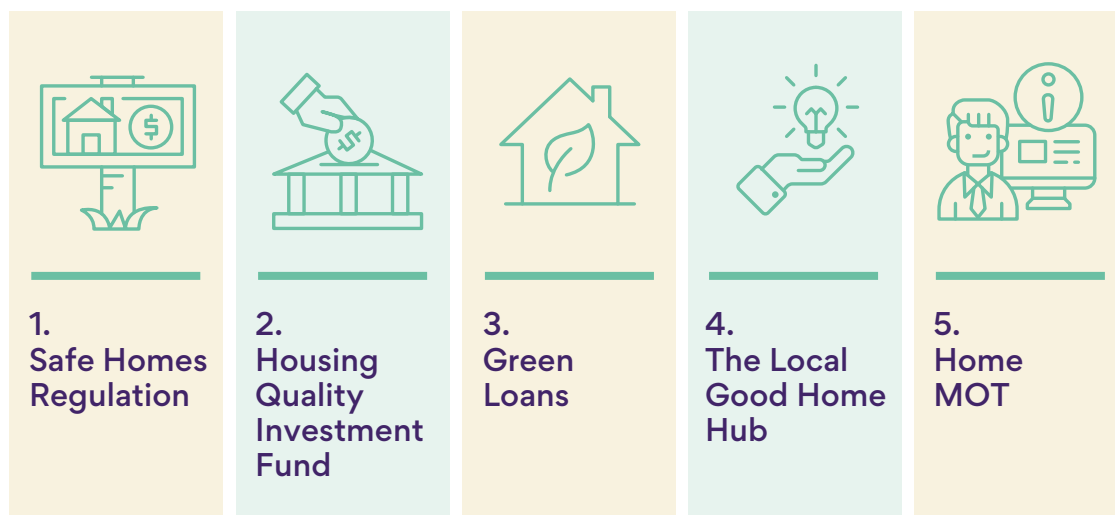 1.
Safe Homes
Regulation
2.
Housing
Quality
Investment
Fund
3.
Green
Loans
4.
The Local
Good Home
Hub
5.
Home
MOT